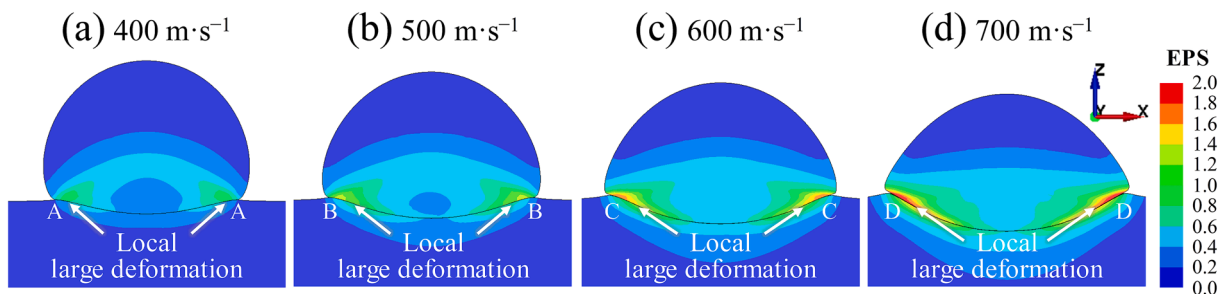 (a) 400 m·s⁻¹
(b) 500 m·s⁻¹
(c) 600 m·s⁻¹
(d) 700 m·s⁻¹
A A
Local
large deformation
B B
Local
large deformation
C C
Local
large deformation
D D
Local
large deformation
Z
Y X
EPS
2.0
1.8
1.6
1.4
1.2
1.0
0.8
0.6
0.4
0.2
0.0